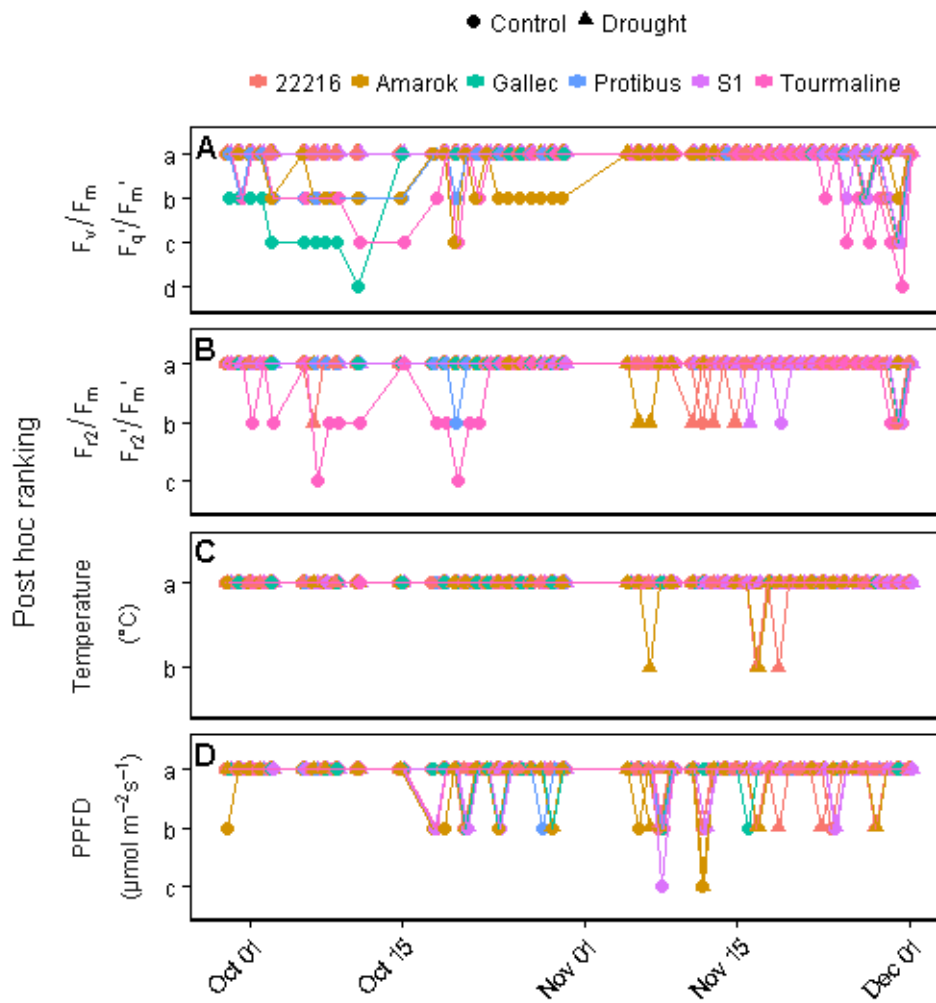 Control Drought
22216 Amarok Gallec Protibus S1 Tourmaline
Post hoc ranking
A
Fv/Fm
Fq'/Fm'
a
b
c
d
B
Fr2/Fm
Fr2'/Fm'
a
b
c
C
Temperature
(°C)
a
b
D
PPFD
(µmol m⁻²s⁻¹)
a
b
c
Oct 01 Oct 15 Nov 01 Nov 15 Dec 01